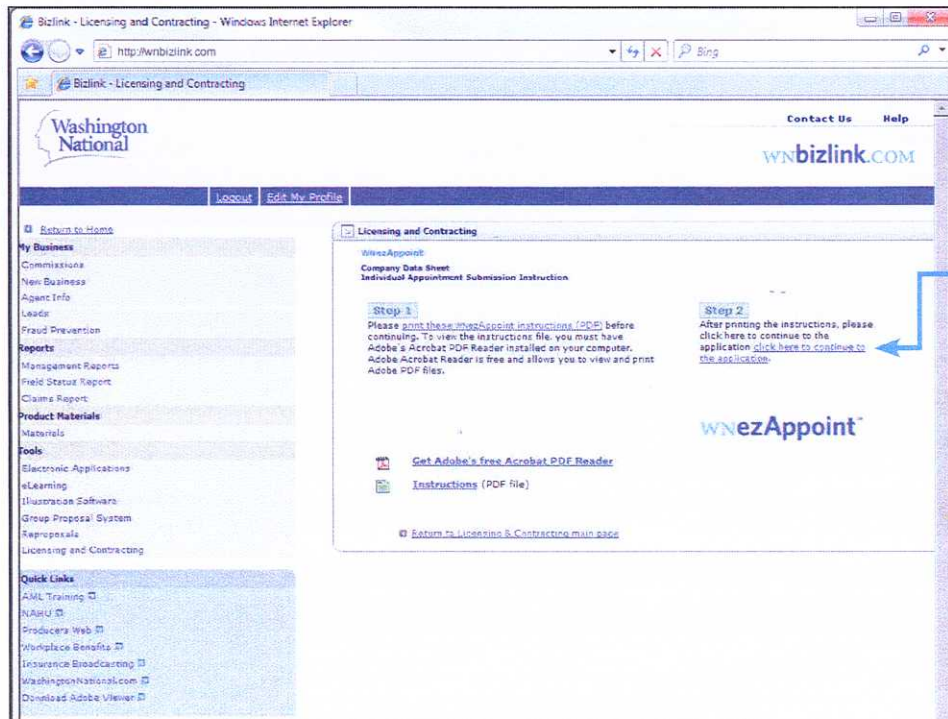 Bizlink - Licensing and Contracting - Windows Internet Explorer
http://wnbizlink.com
Bing
Bizlink - Licensing and Contracting
Washington
National
Contact Us Help
WNbizlink.COM
Logout Edit My Profile
Return to Home
My Business
Commissions
New Business
Agent Info
Leads
Fraud Prevention
Reports
Management Reports
Field Status Report
Claims Report
Product Materials
Materials
Tools
Electronic Applications
eLearning
Illustration Software
Group Proposal System
Reproposals
Licensing and Contracting
Quick Links
AML Training
NAHU
Producers Web
Workplace Benefits
Insurance Broadcasting
WashingtonNational.com
Download Adobe Viewer
Licensing and Contracting
WNezAppoint
Company Data Sheet
Individual Appointment Submission Instruction
Step 1
Please print these WNezAppoint instructions (PDF) before
continuing. To view the instructions file, you must have
Adobe's Acrobat PDF Reader installed on your computer.
Adobe Acrobat Reader is free and allows you to view and print
Adobe PDF files.
Step 2
After printing the instructions, please
click here to continue to the
application click here to continue to
the application.
WNezAppoint™
Get Adobe's free Acrobat PDF Reader
Instructions (PDF file)
Return to Licensing & Contracting main page